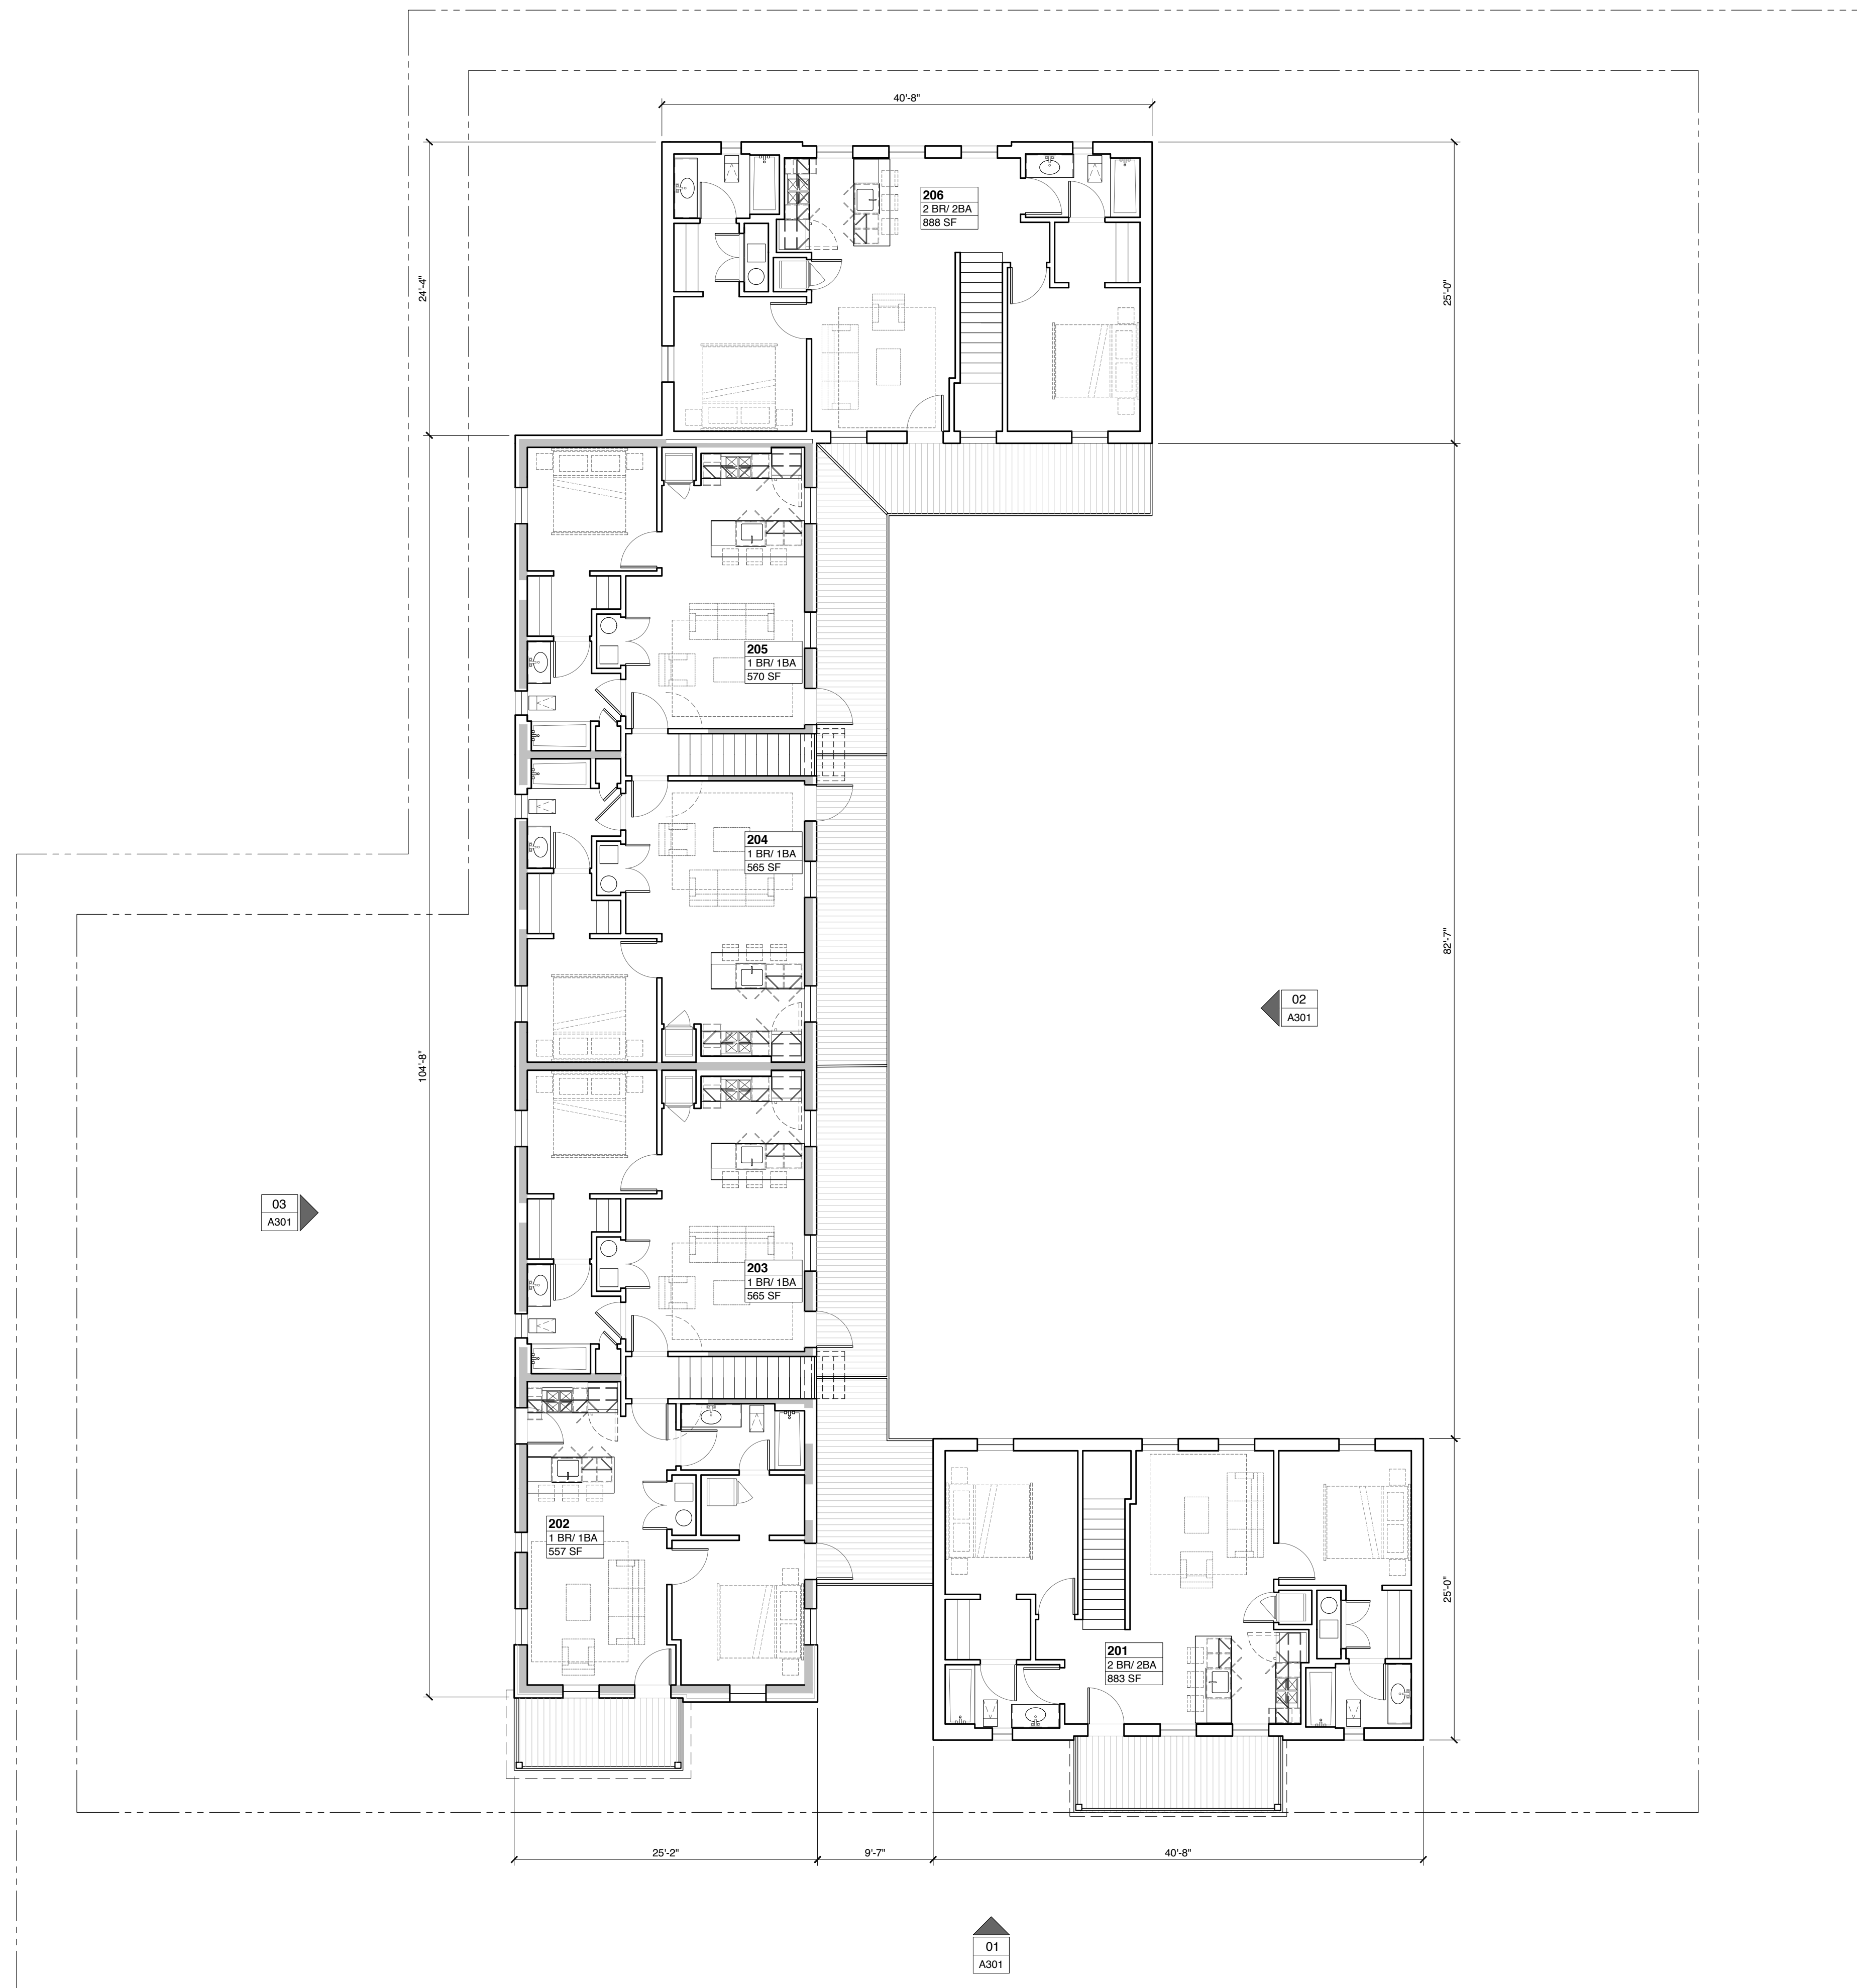 40'-8"
206
2 BR/ 2BA
888 SF
24'-4"
25'-0"
205
1 BR/ 1BA
570 SF
204
1 BR/ 1BA
565 SF
82'-7"
02
A301
104'-8"
03
A301
203
1 BR/ 1BA
565 SF
202
1 BR/ 1BA
557 SF
25'-0"
201
2 BR/ 2BA
883 SF
25'-2"
9'-7"
40'-8"
01
A301